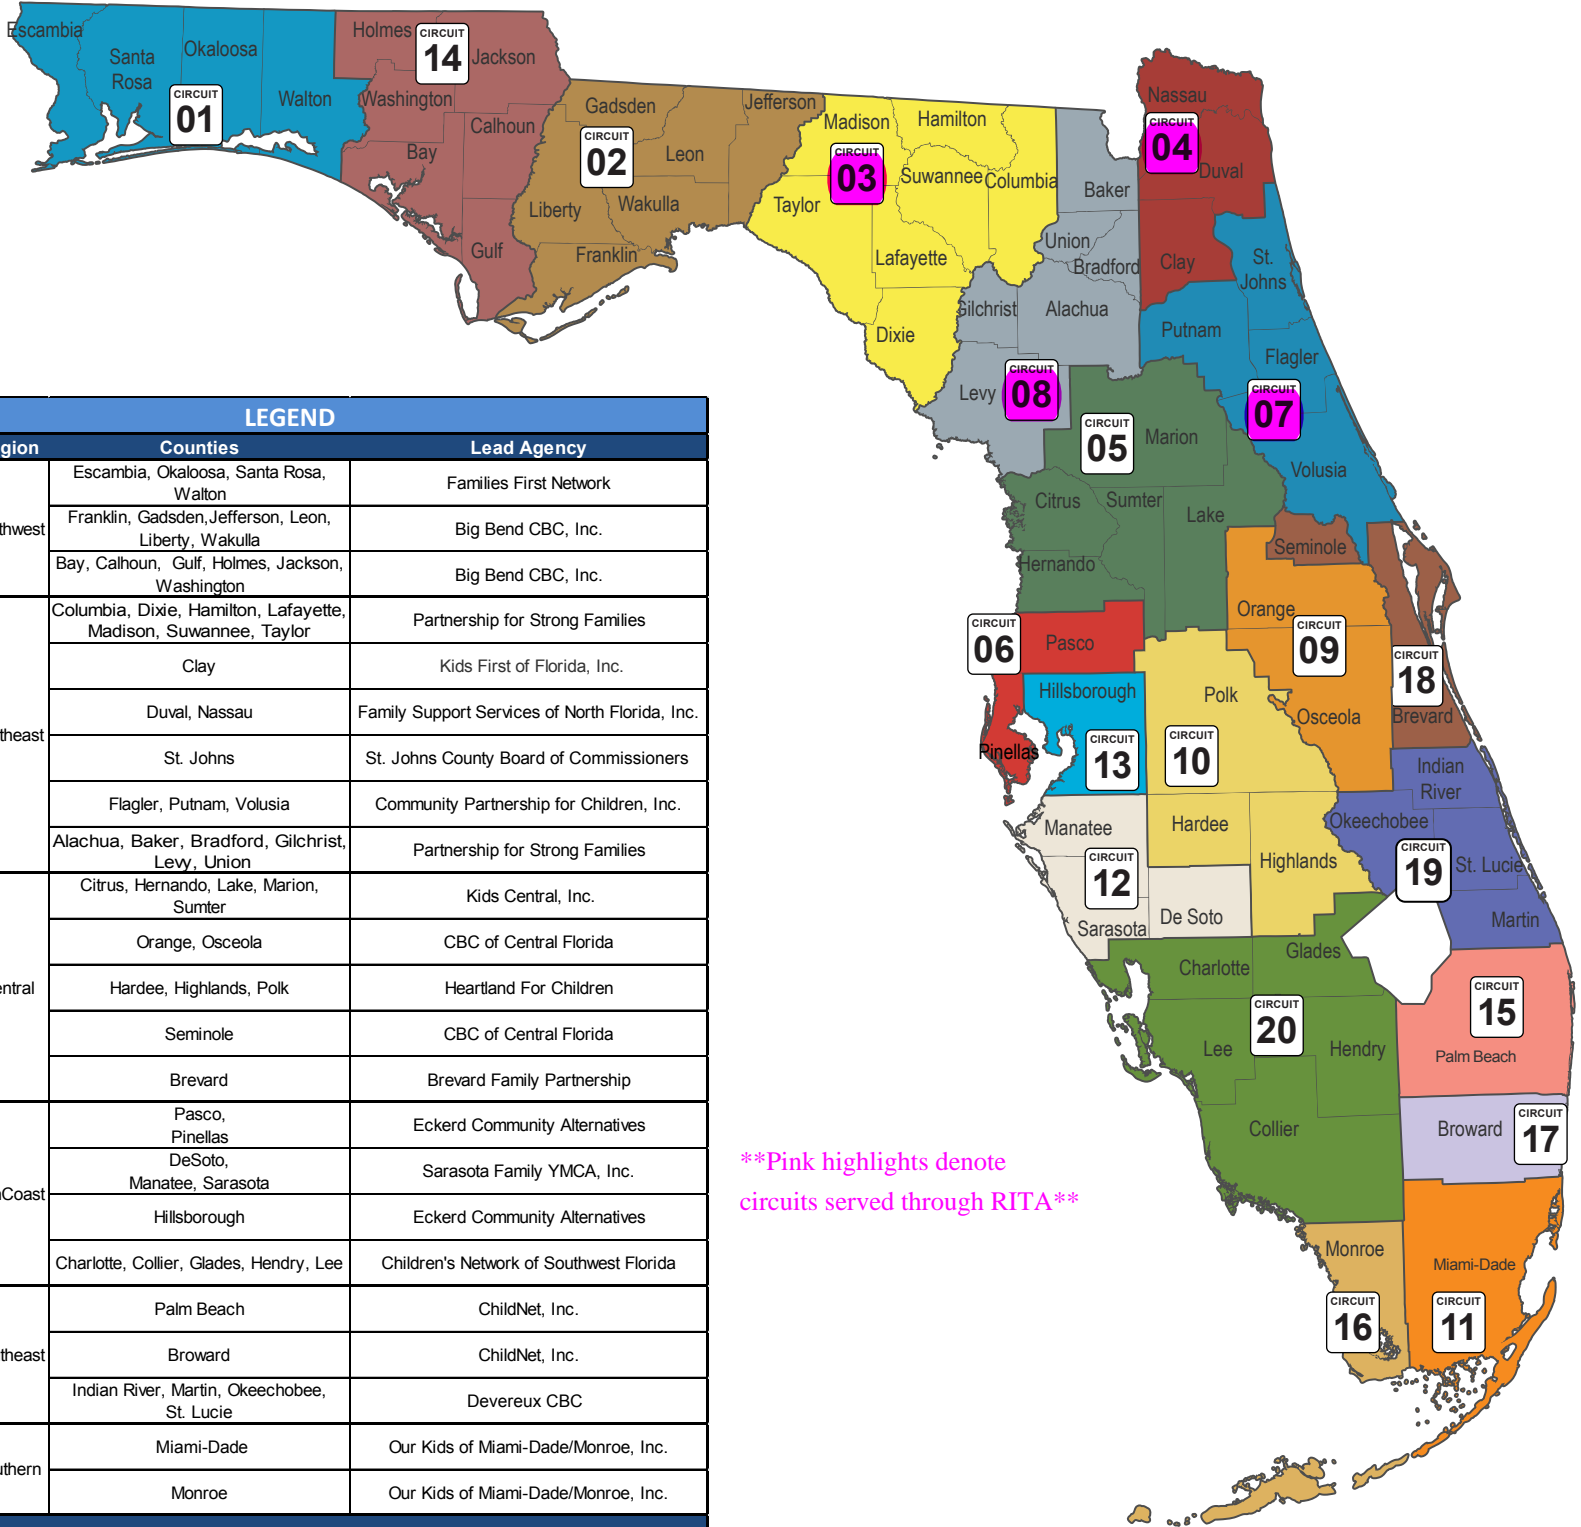 Escambia
Santa
Rosa
Okaloosa
Walton
CIRCUIT
01
Holmes
CIRCUIT
14
Jackson
Washington
Calhoun
Bay
Gulf
Gadsden
Jefferson
CIRCUIT
02
Leon
Liberty
Wakulla
Franklin
Madison
Hamilton
CIRCUIT
03
Suwannee
Columbia
Taylor
Lafayette
Dixie
Nassau
CIRCUIT
04
Duval
Baker
Union
Bradford
Clay
St.
Johns
Gilchrist
Alachua
Putnam
Flagler
Levy
CIRCUIT
08
CIRCUIT
07
CIRCUIT
05
Marion
Volusia
Citrus
Sumter
Lake
Seminole
Hernando
Orange
CIRCUIT
06
Pasco
CIRCUIT
09
CIRCUIT
18
Hillsborough
Polk
Osceola
Brevard
Pinellas
CIRCUIT
13
CIRCUIT
10
Indian
River
Manatee
Hardee
Okeechobee
CIRCUIT
12
Highlands
CIRCUIT
19
St. Lucie
Sarasota
De Soto
Martin
Glades
Charlotte
CIRCUIT
20
CIRCUIT
15
Lee
Hendry
Palm Beach
Collier
Broward
CIRCUIT
17
Monroe
Miami-Dade
CIRCUIT
16
CIRCUIT
11
**Pink highlights denote
circuits served through RITA**
LEGEND
gion Counties Lead Agency
Escambia, Okaloosa, Santa Rosa,
Walton
Families First Network
thwest
Franklin, Gadsden,Jefferson, Leon,
Liberty, Wakulla
Big Bend CBC, Inc.
Bay, Calhoun, Gulf, Holmes, Jackson,
Washington
Big Bend CBC, Inc.
Columbia, Dixie, Hamilton, Lafayette,
Madison, Suwannee, Taylor
Partnership for Strong Families
Clay Kids First of Florida, Inc.
theast
Duval, Nassau Family Support Services of North Florida, Inc.
St. Johns St. Johns County Board of Commissioners
Flagler, Putnam, Volusia Community Partnership for Children, Inc.
Alachua, Baker, Bradford, Gilchrist,
Levy, Union
Partnership for Strong Families
Citrus, Hernando, Lake, Marion,
Sumter
Kids Central, Inc.
Orange, Osceola CBC of Central Florida
entral
Hardee, Highlands, Polk Heartland For Children
Seminole CBC of Central Florida
Brevard Brevard Family Partnership
Pasco,
Pinellas
Eckerd Community Alternatives
DeSoto,
Manatee, Sarasota
Sarasota Family YMCA, Inc.
Coast
Hillsborough Eckerd Community Alternatives
Charlotte, Collier, Glades, Hendry, Lee Children's Network of Southwest Florida
Palm Beach ChildNet, Inc.
theast
Broward ChildNet, Inc.
Indian River, Martin, Okeechobee,
St. Lucie
Devereux CBC
Miami-Dade Our Kids of Miami-Dade/Monroe, Inc.
uthern
Monroe Our Kids of Miami-Dade/Monroe, Inc.